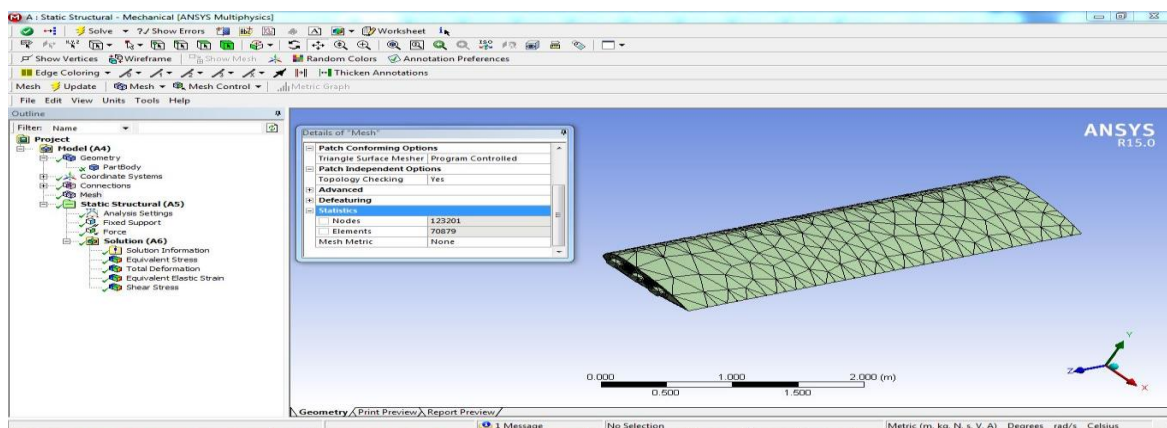 A : Static Structural - Mechanical [ANSYS Multiphysics]
Solve ?/ Show Errors Worksheet
Show Vertices Wireframe Show Mesh Random Colors Annotation Preferences
Edge Coloring Thicken Annotations
Mesh Update Mesh Mesh Control Metric Graph
File Edit View Units Tools Help
Outline
Filter: Name
Project
Model (A4)
Geometry
PartBody
Coordinate Systems
Connections
Mesh
Static Structural (A5)
Analysis Settings
Fixed Support
Force
Solution (A6)
Solution Information
Equivalent Stress
Total Deformation
Equivalent Elastic Strain
Shear Stress
Details of "Mesh"
Patch Conforming Options
Triangle Surface Mesher Program Controlled
Patch Independent Options
Topology Checking Yes
Advanced
Defeaturing
Statistics
Nodes 123201
Elements 70879
Mesh Metric None
ANSYS
R15.0
0.000 1.000 2.000 (m)
0.500 1.500
Y
Z
X
Geometry Print Preview Report Preview
1 Message No Selection Metric (m, kg, N, s, V, A) Degrees rad/s Celsius